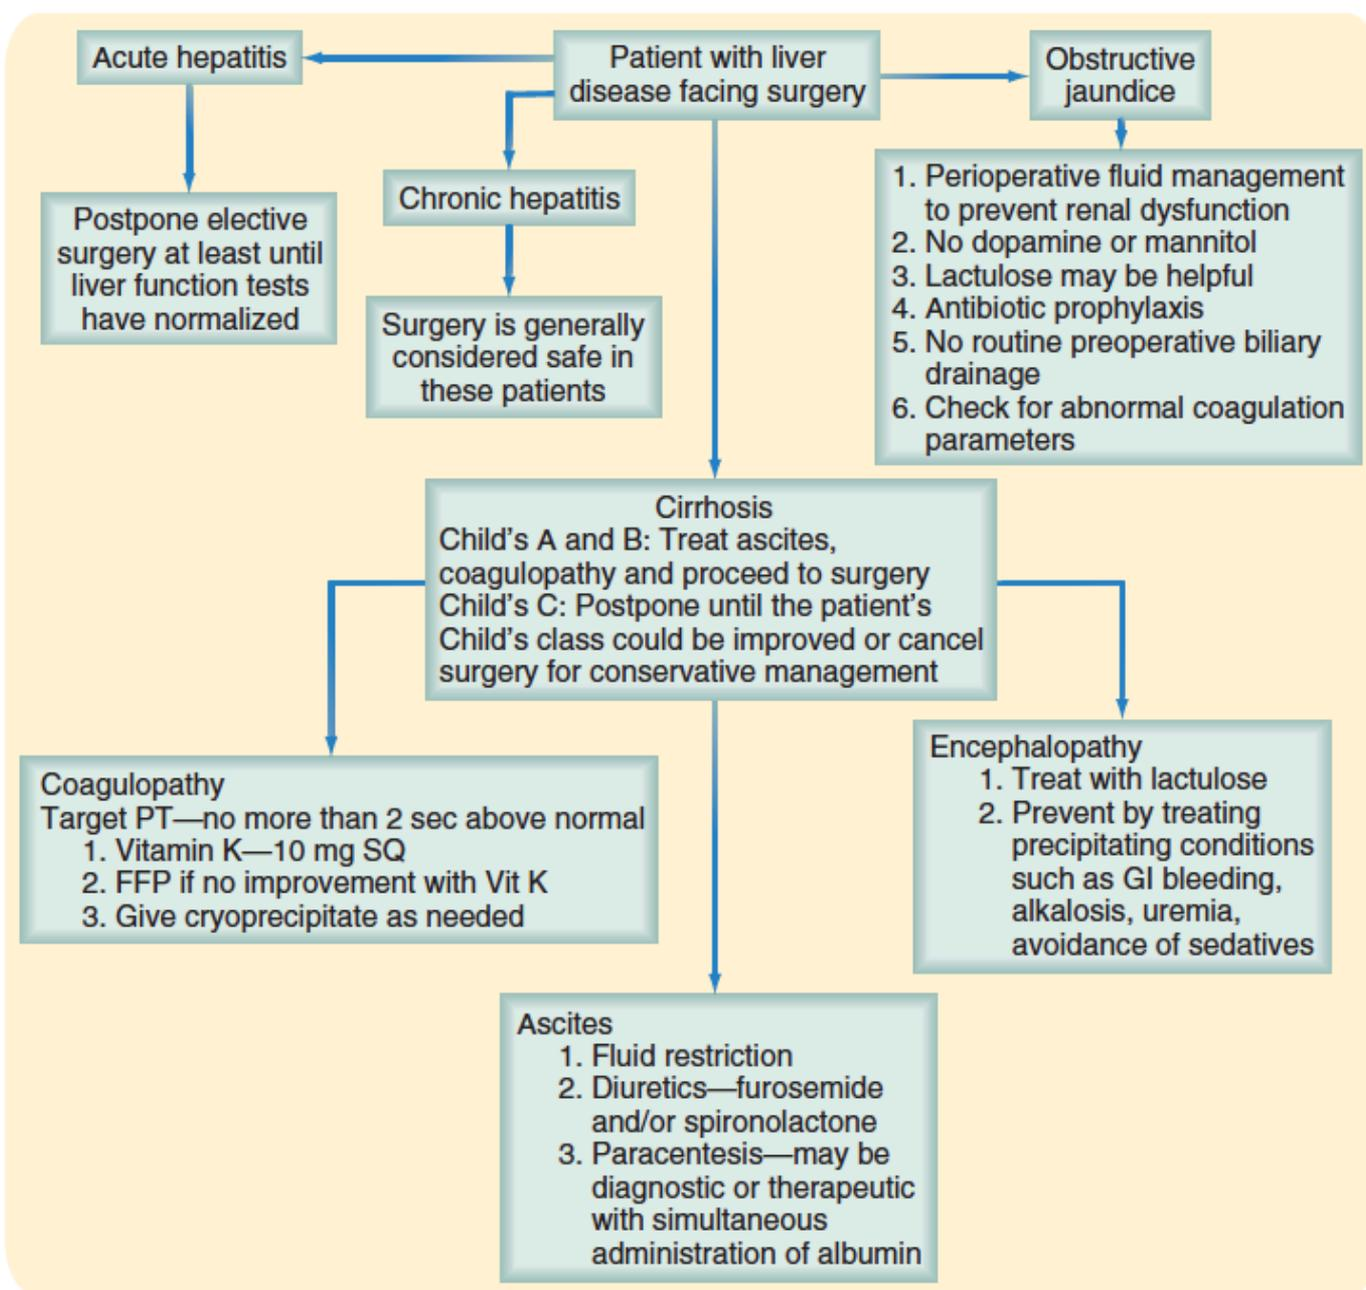 Acute hepatitis
Patient with liver
disease facing surgery
Obstructive
jaundice
Postpone elective
surgery at least until
liver function tests
have normalized
Chronic hepatitis
Surgery is generally
considered safe in
these patients
1. Perioperative fluid management
to prevent renal dysfunction
2. No dopamine or mannitol
3. Lactulose may be helpful
4. Antibiotic prophylaxis
5. No routine preoperative biliary
drainage
6. Check for abnormal coagulation
parameters
Cirrhosis
Child’s A and B: Treat ascites,
coagulopathy and proceed to surgery
Child’s C: Postpone until the patient’s
Child’s class could be improved or cancel
surgery for conservative management
Coagulopathy
Target PT—no more than 2 sec above normal
1. Vitamin K—10 mg SQ
2. FFP if no improvement with Vit K
3. Give cryoprecipitate as needed
Encephalopathy
1. Treat with lactulose
2. Prevent by treating
precipitating conditions
such as GI bleeding,
alkalosis, uremia,
avoidance of sedatives
Ascites
1. Fluid restriction
2. Diuretics—furosemide
and/or spironolactone
3. Paracentesis—may be
diagnostic or therapeutic
with simultaneous
administration of albumin